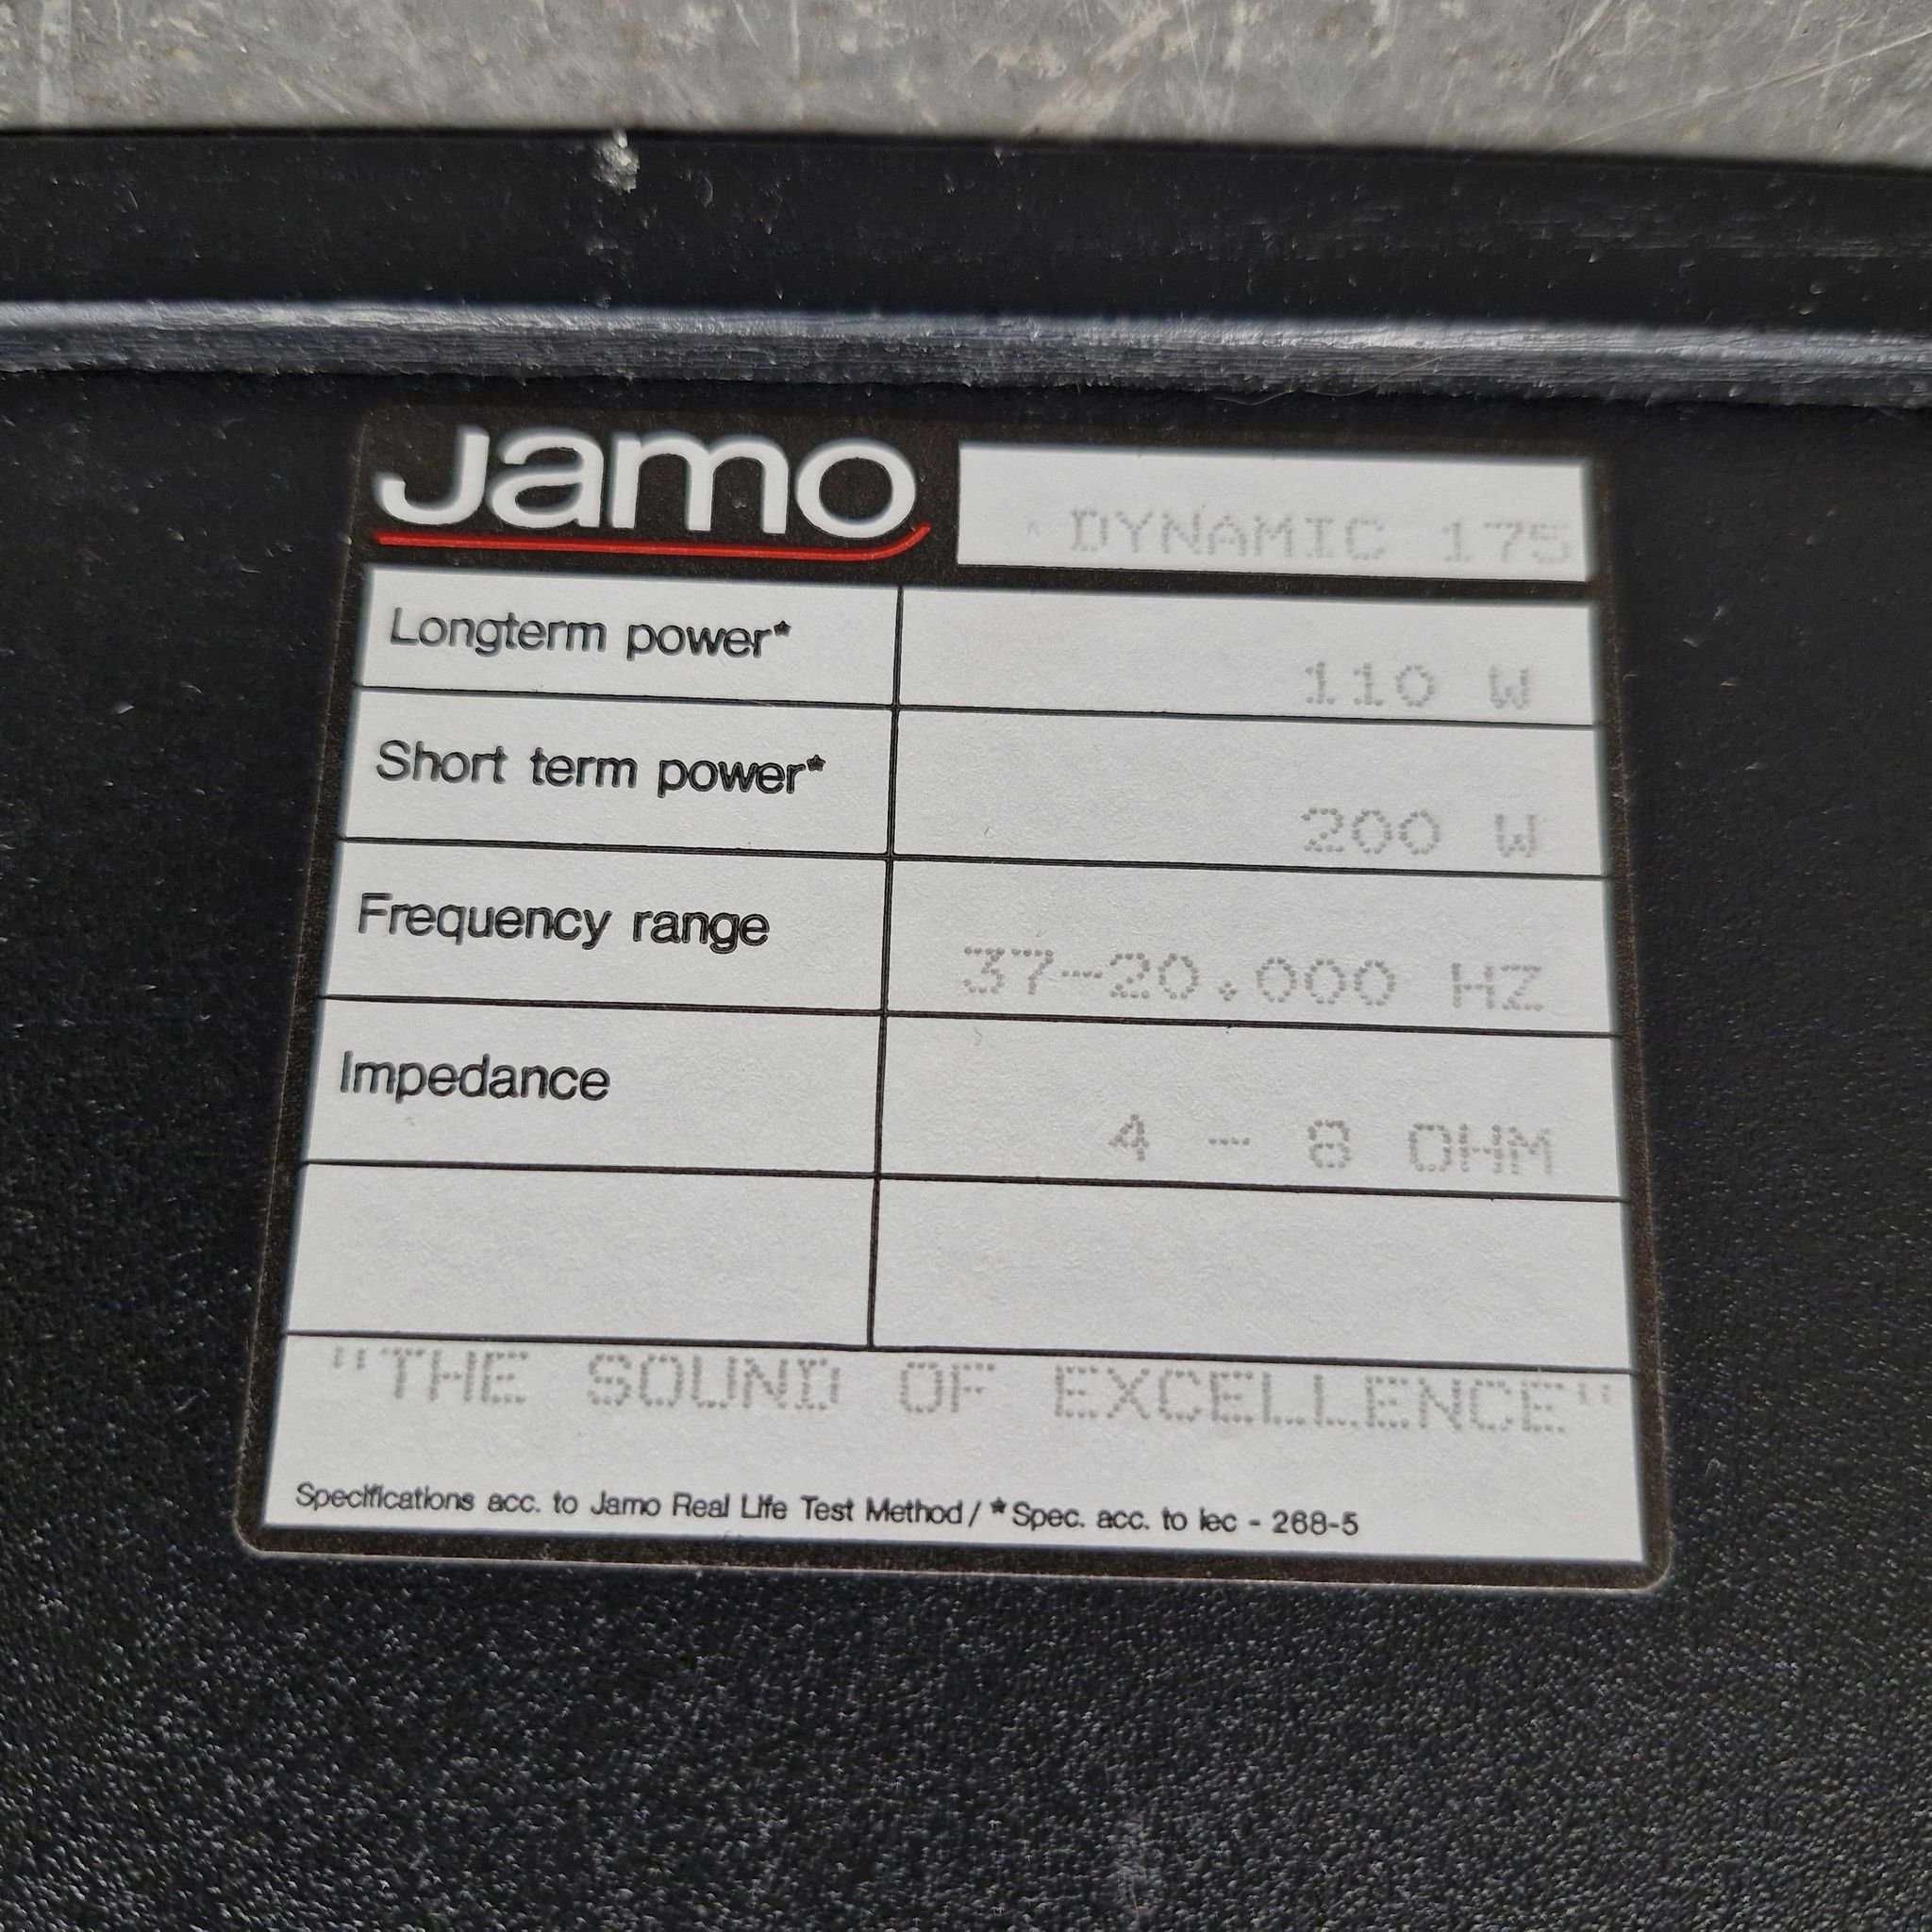 Jamo
DYNAMIC 175
Longterm power* 110 W
Short term power* 200 W
Frequency range 37-20.000 HZ
Impedance 4 - 8 OHM
"THE SOUND OF EXCELLENCE"
Specifications acc. to Jamo Real Life Test Method / * Spec. acc. to Iec - 268-5